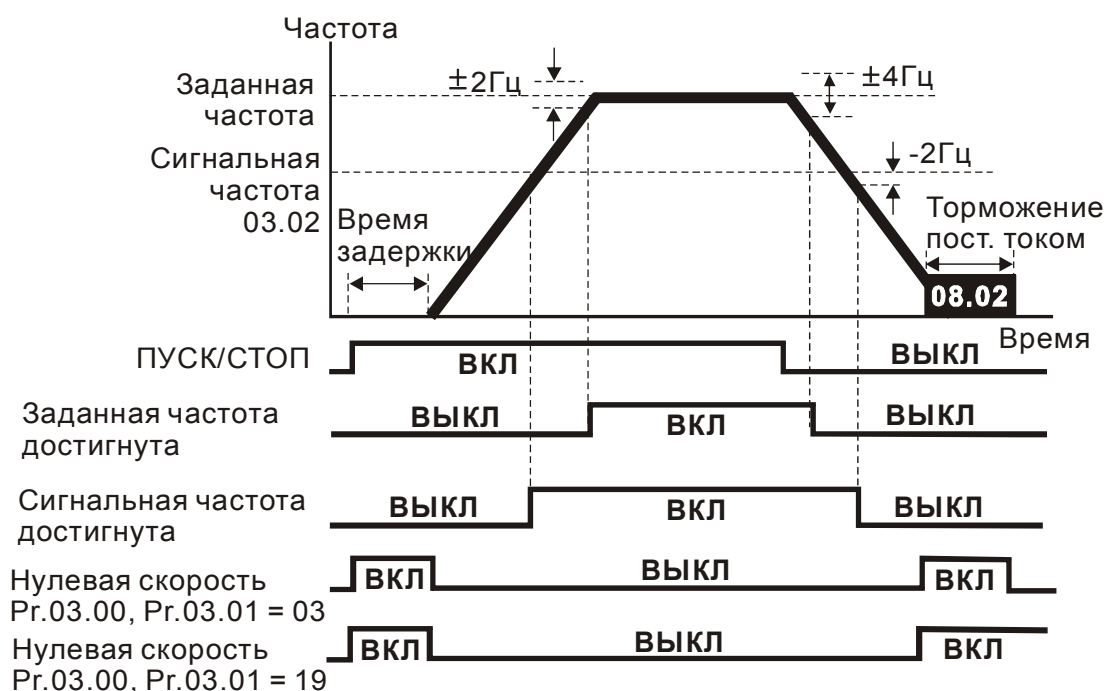 Частота
Заданная
частота
±2Гц
±4Гц
Сигнальная
частота
03.02
-2Гц
Время
задержки
Торможение
пост. током
08.02
Время
ПУСК/СТОП
ВКЛ
ВЫКЛ
Заданная частота
достигнута
ВЫКЛ
ВКЛ
ВЫКЛ
Сигнальная частота
достигнута
ВЫКЛ
ВКЛ
ВЫКЛ
Нулевая скорость
Pr.03.00, Pr.03.01 = 03
ВКЛ
ВЫКЛ
ВКЛ
Нулевая скорость
Pr.03.00, Pr.03.01 = 19
ВКЛ
ВЫКЛ
ВКЛ